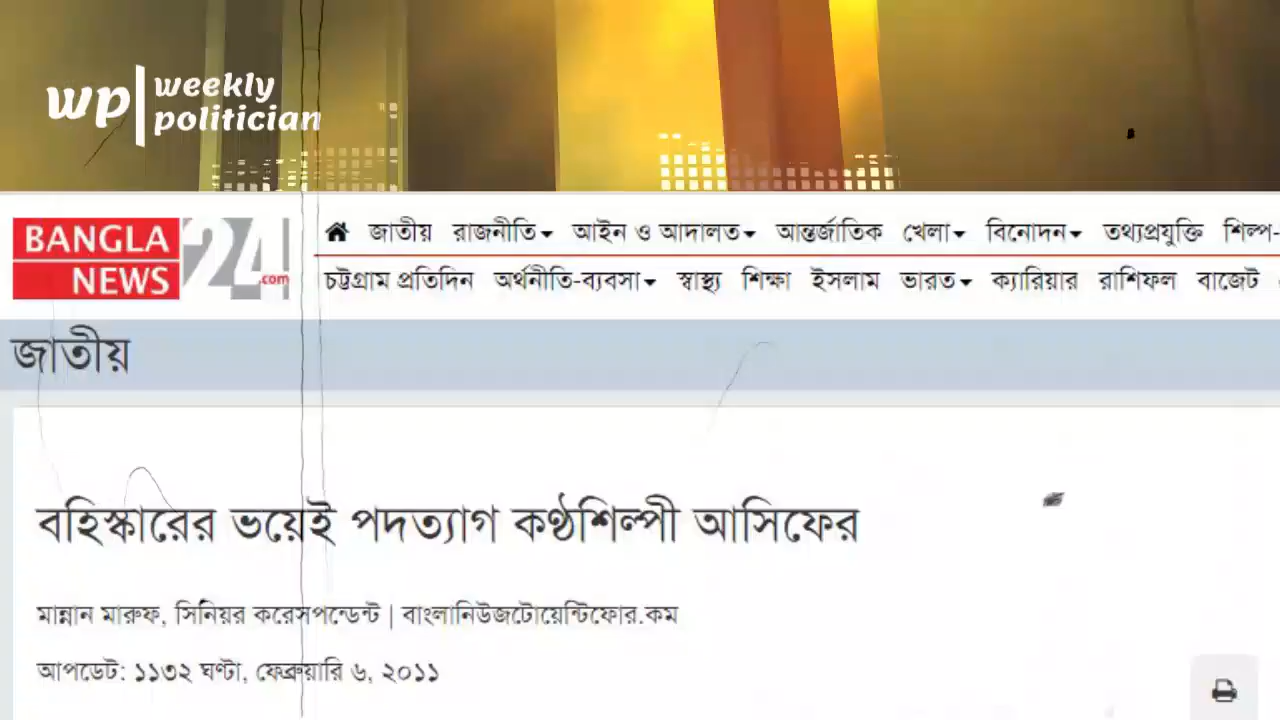 wp weekly
politician
BANGLA
NEWS 24.com
জাতীয় রাজনীতি আইন ও আদালত আন্তর্জাতিক খেলা বিনোদন তথ্যপ্রযুক্তি শিল্প-
চট্টগ্রাম প্রতিদিন অর্থনীতি-ব্যবসা স্বাস্থ্য শিক্ষা ইসলাম ভারত ক্যারিয়ার রাশিফল বাজেট
জাতীয়
বহিস্কারের ভয়েই পদত্যাগ কণ্ঠশিল্পী আসিফের
মান্নান মারুফ, সিনিয়র করেসপন্ডেন্ট | বাংলানিউজটোয়েন্টিফোর.কম
আপডেট: ১১৩২ ঘণ্টা, ফেব্রুয়ারি ৬, ২০১১